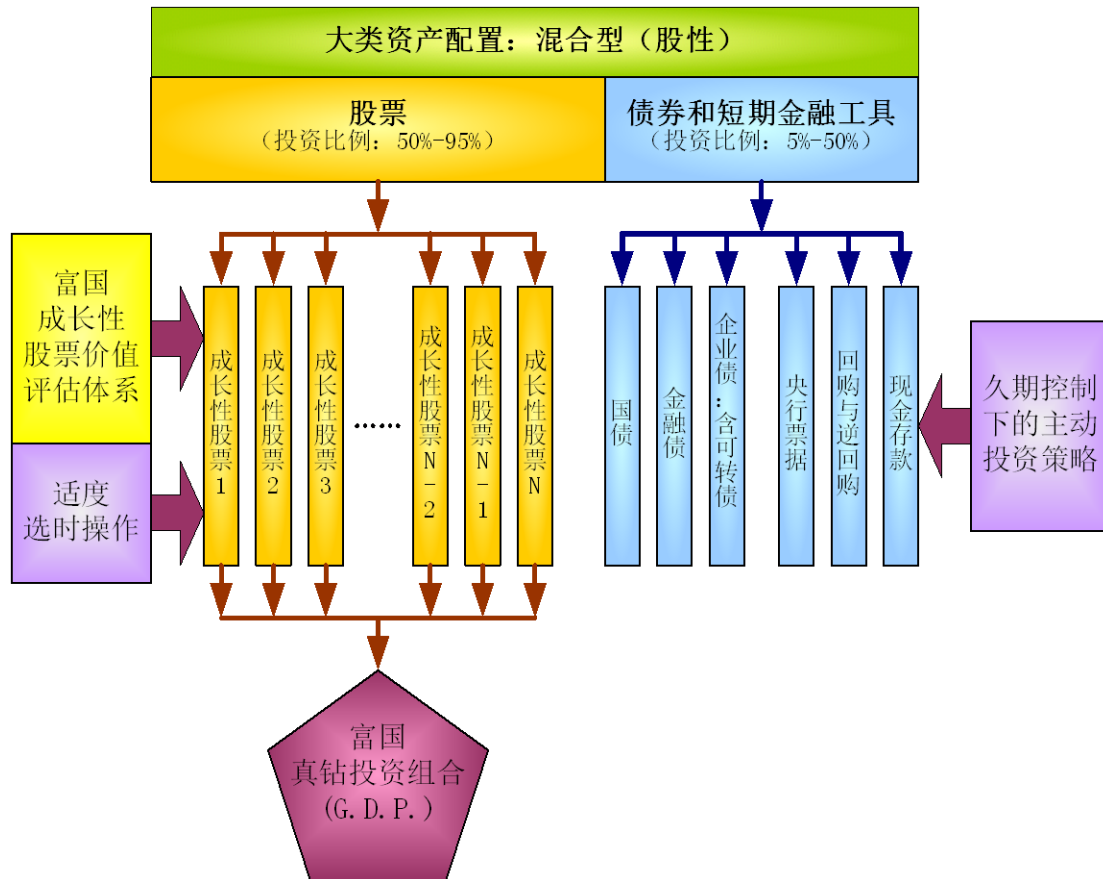 大类资产配置：混合型（股性）
股票
（投资比例：50%-95%）
债券和短期金融工具
（投资比例：5%-50%）
富国
成长性
股票价值
评估体系
适度
选时操作
成长性股票1
成长性股票2
成长性股票3
……
成长性股票N-2
成长性股票N-1
成长性股票N
国债
金融债
企业债：含可转债
央行票据
回购与逆回购
现金存款
久期控制
下的主动
投资策略
富国
真钻投资组合
(G.D.P.)